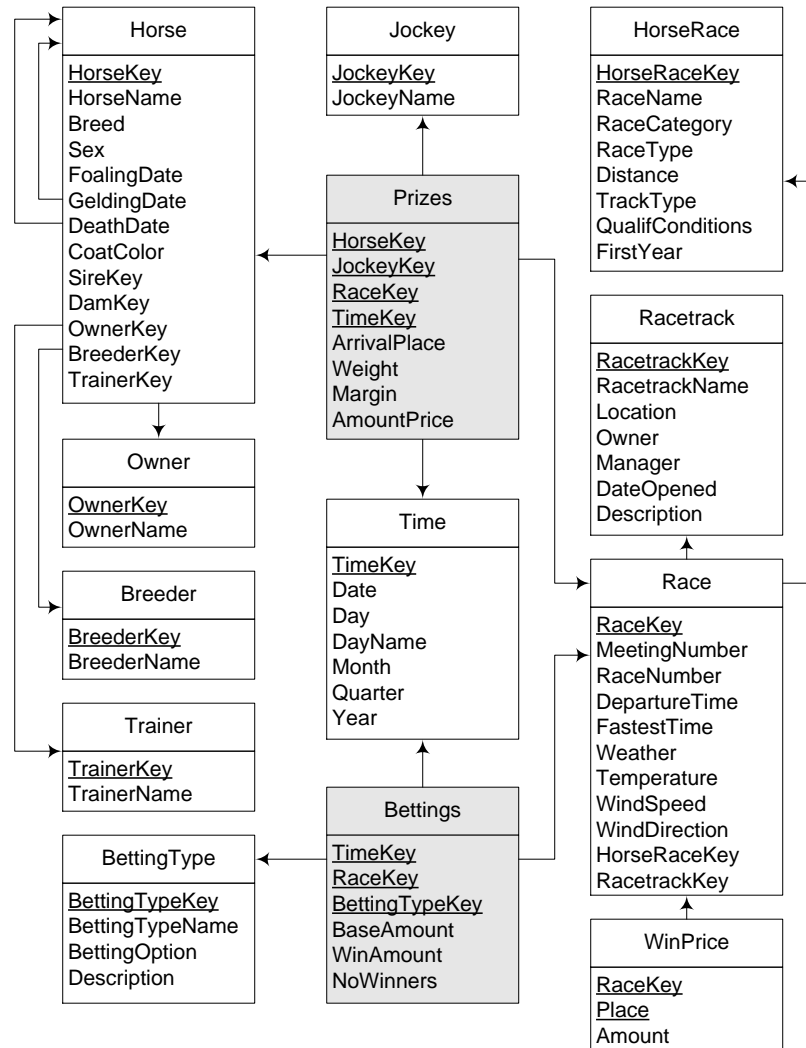 Horse
HorseKey
HorseName
Breed
Sex
FoalingDate
GeldingDate
DeathDate
CoatColor
SireKey
DamKey
OwnerKey
BreederKey
TrainerKey
Owner
OwnerKey
OwnerName
Breeder
BreederKey
BreederName
Trainer
TrainerKey
TrainerName
BettingType
BettingTypeKey
BettingTypeName
BettingOption
Description
Jockey
JockeyKey
JockeyName
Prizes
HorseKey
JockeyKey
RaceKey
TimeKey
ArrivalPlace
Weight
Margin
AmountPrice
Time
TimeKey
Date
Day
DayName
Month
Quarter
Year
Bettings
TimeKey
RaceKey
BettingTypeKey
BaseAmount
WinAmount
NoWinners
HorseRace
HorseRaceKey
RaceName
RaceCategory
RaceType
Distance
TrackType
QualifConditions
FirstYear
Racetrack
RacetrackKey
RacetrackName
Location
Owner
Manager
DateOpened
Description
Race
RaceKey
MeetingNumber
RaceNumber
DepartureTime
FastestTime
Weather
Temperature
WindSpeed
WindDirection
HorseRaceKey
RacetrackKey
WinPrice
RaceKey
Place
Amount